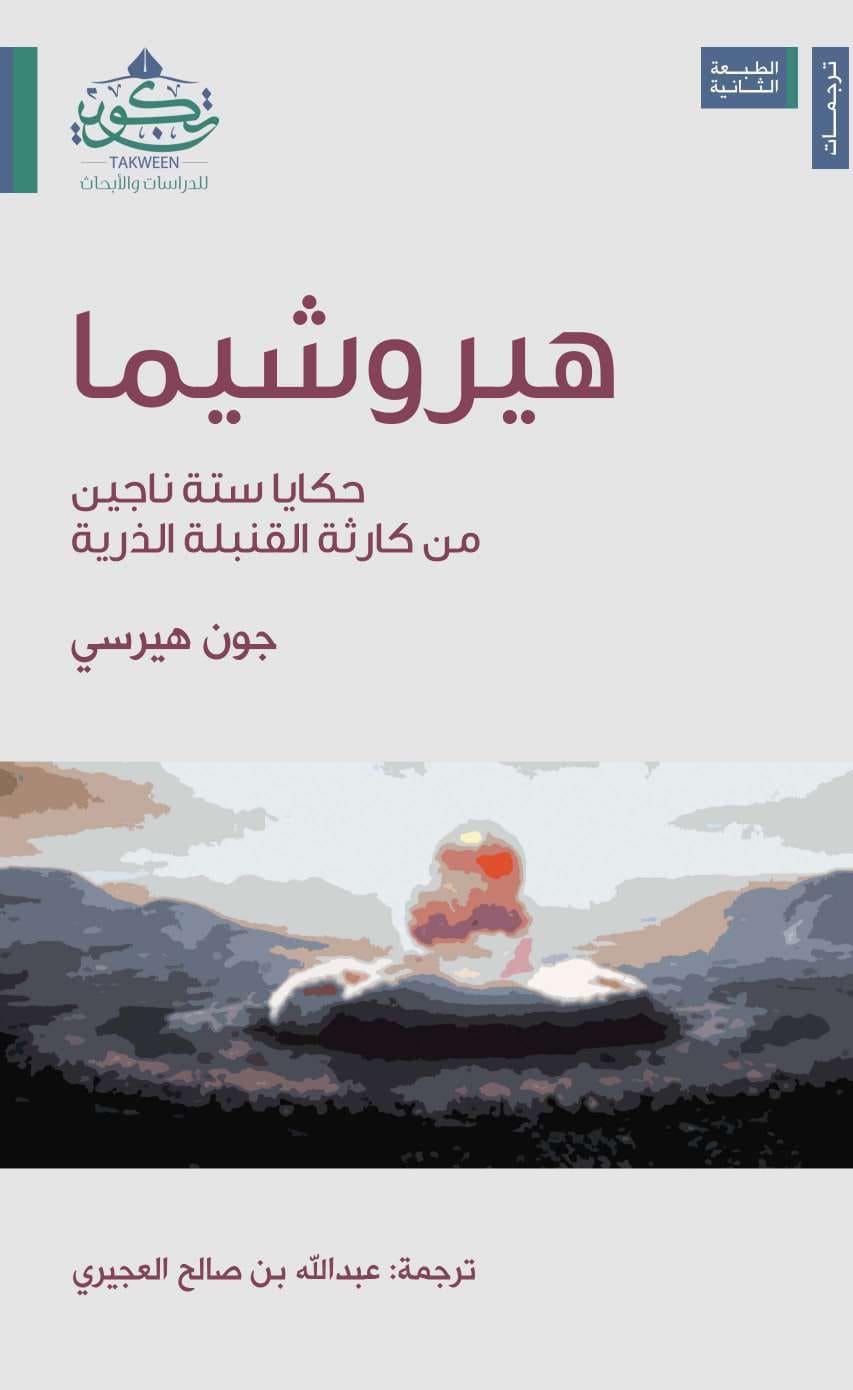 ترجمات
الطبعة
الثانية
تكوين
TAKWEEN
للدراسات والأبحاث
هيروشيما
حكايا ستة ناجين
من كارثة القنبلة الذرية
جون هيرسي
ترجمة: عبدالله بن صالح العجيري